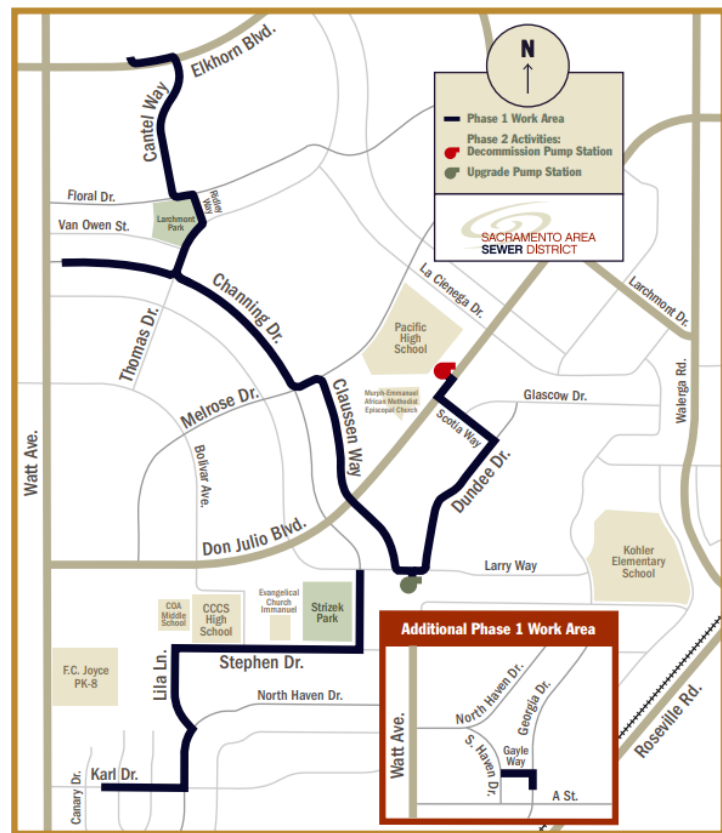 Elkhorn Blvd.
N
Phase 1 Work Area
Phase 2 Activities:
Decommission Pump Station
Upgrade Pump Station
SACRAMENTO AREA
SEWER DISTRICT
Cantel Way
Floral Dr.
Ridley
Way
Larchmont
Park
Van Owen St.
La Cienega Dr.
Larchmont Dr.
Channing Dr.
Thomas Dr.
Pacific
High
School
Walerga Rd.
Murph-Emmanuel
African Methodist
Episcopal Church
Glascow Dr.
Melrose Dr.
Claussen Way
Scotia Way
Dundee Dr.
Watt Ave.
Bolivar Ave.
Don Julio Blvd.
Larry Way
Kohler
Elementary
School
COA
Middle
School
CCCS
High
School
Evangelical
Church
Immanuel
Strizek
Park
Stephen Dr.
F.C. Joyce
PK-8
Lila Ln.
North Haven Dr.
Karl Dr.
Canary Dr.
Roseville Rd.
Additional Phase 1 Work Area
North Haven Dr.
Georgia Dr.
Watt Ave.
S. Haven Dr.
Gayle
Way
A St.